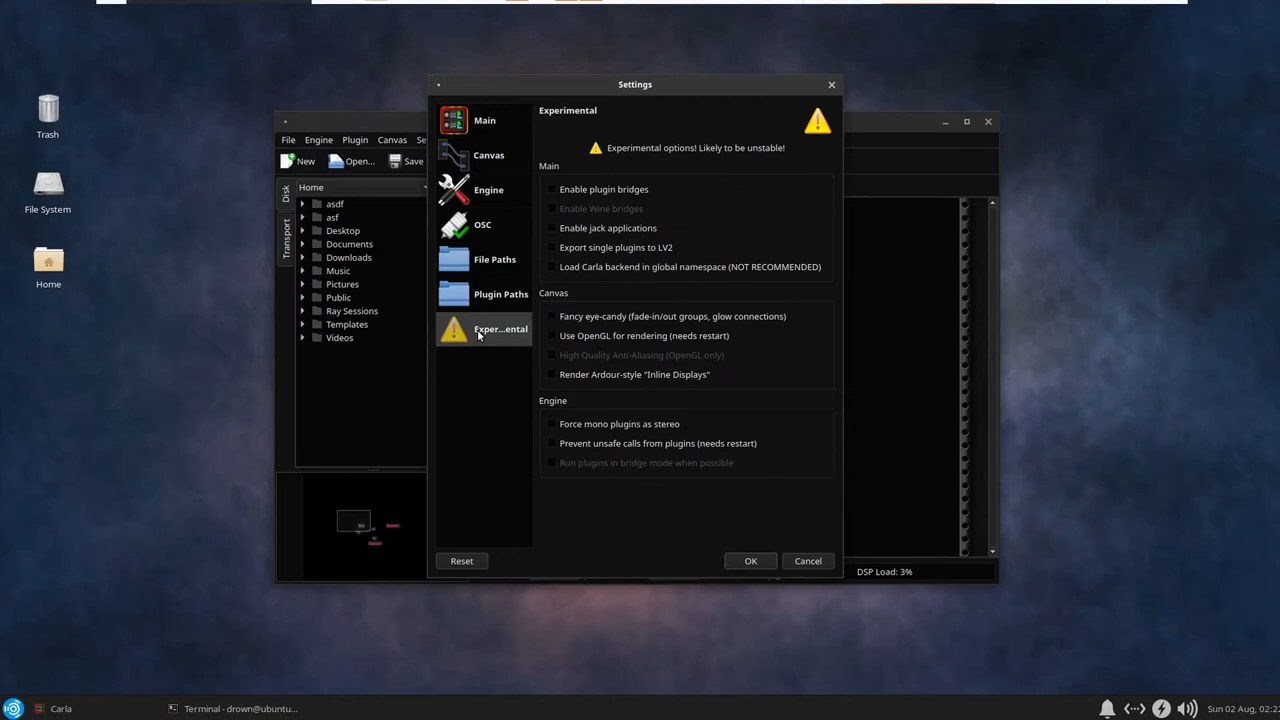 Trash
File System
Home
File Engine Plugin Canvas Se
New Open... Save
Disk
Transport
Home
asdf
asf
Desktop
Documents
Downloads
Music
Pictures
Public
Ray Sessions
Templates
Videos
Settings
Main
Canvas
Engine
OSC
File Paths
Plugin Paths
Exper...ental
Experimental
Experimental options! Likely to be unstable!
Main
Enable plugin bridges
Enable Wine bridges
Enable jack applications
Export single plugins to LV2
Load Carla backend in global namespace (NOT RECOMMENDED)
Canvas
Fancy eye-candy (fade-in/out groups, glow connections)
Use OpenGL for rendering (needs restart)
High Quality Anti-Aliasing (OpenGL only)
Render Ardour-style "Inline Displays"
Engine
Force mono plugins as stereo
Prevent unsafe calls from plugins (needs restart)
Run plugins in bridge mode when possible
Reset
OK
Cancel
DSP Load: 3%
Carla
Terminal - drown@ubuntu...
Sun 02 Aug, 02:22